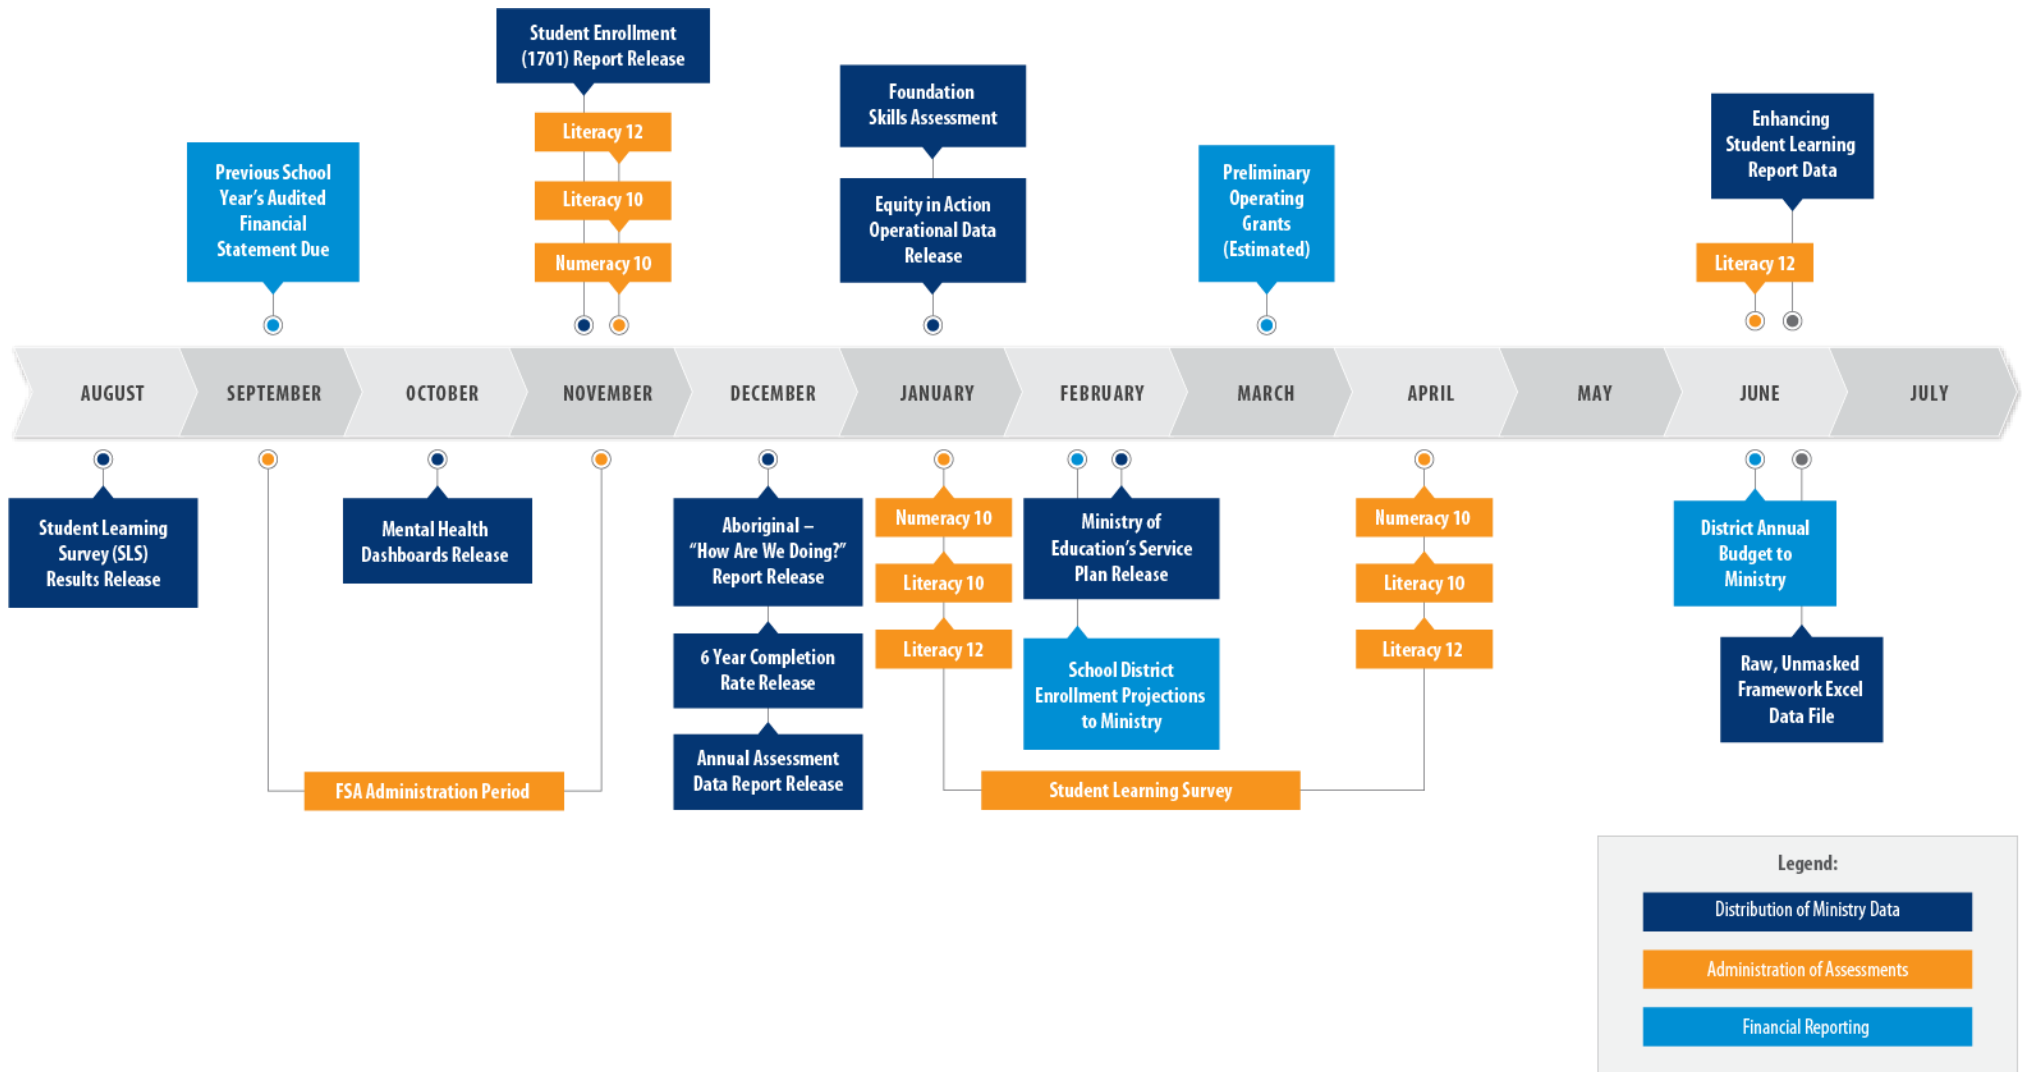 Student Enrollment
(1701) Report Release
Literacy 12
Literacy 10
Numeracy 10
Previous School
Year's Audited
Financial
Statement Due
Foundation
Skills Assessment
Equity in Action
Operational Data
Release
Preliminary
Operating
Grants
(Estimated)
Enhancing
Student Learning
Report Data
Literacy 12
AUGUST
SEPTEMBER
OCTOBER
NOVEMBER
DECEMBER
JANUARY
FEBRUARY
MARCH
APRIL
MAY
JUNE
JULY
Student Learning
Survey (SLS)
Results Release
FSA Administration Period
Mental Health
Dashboards Release
Aboriginal –
“How Are We Doing?”
Report Release
6 Year Completion
Rate Release
Annual Assessment
Data Report Release
Numeracy 10
Literacy 10
Literacy 12
Ministry of
Education's Service
Plan Release
School District
Enrollment Projections
to Ministry
Student Learning Survey
Numeracy 10
Literacy 10
Literacy 12
District Annual
Budget to
Ministry
Raw, Unmasked
Framework Excel
Data File
Legend:
Distribution of Ministry Data
Administration of Assessments
Financial Reporting